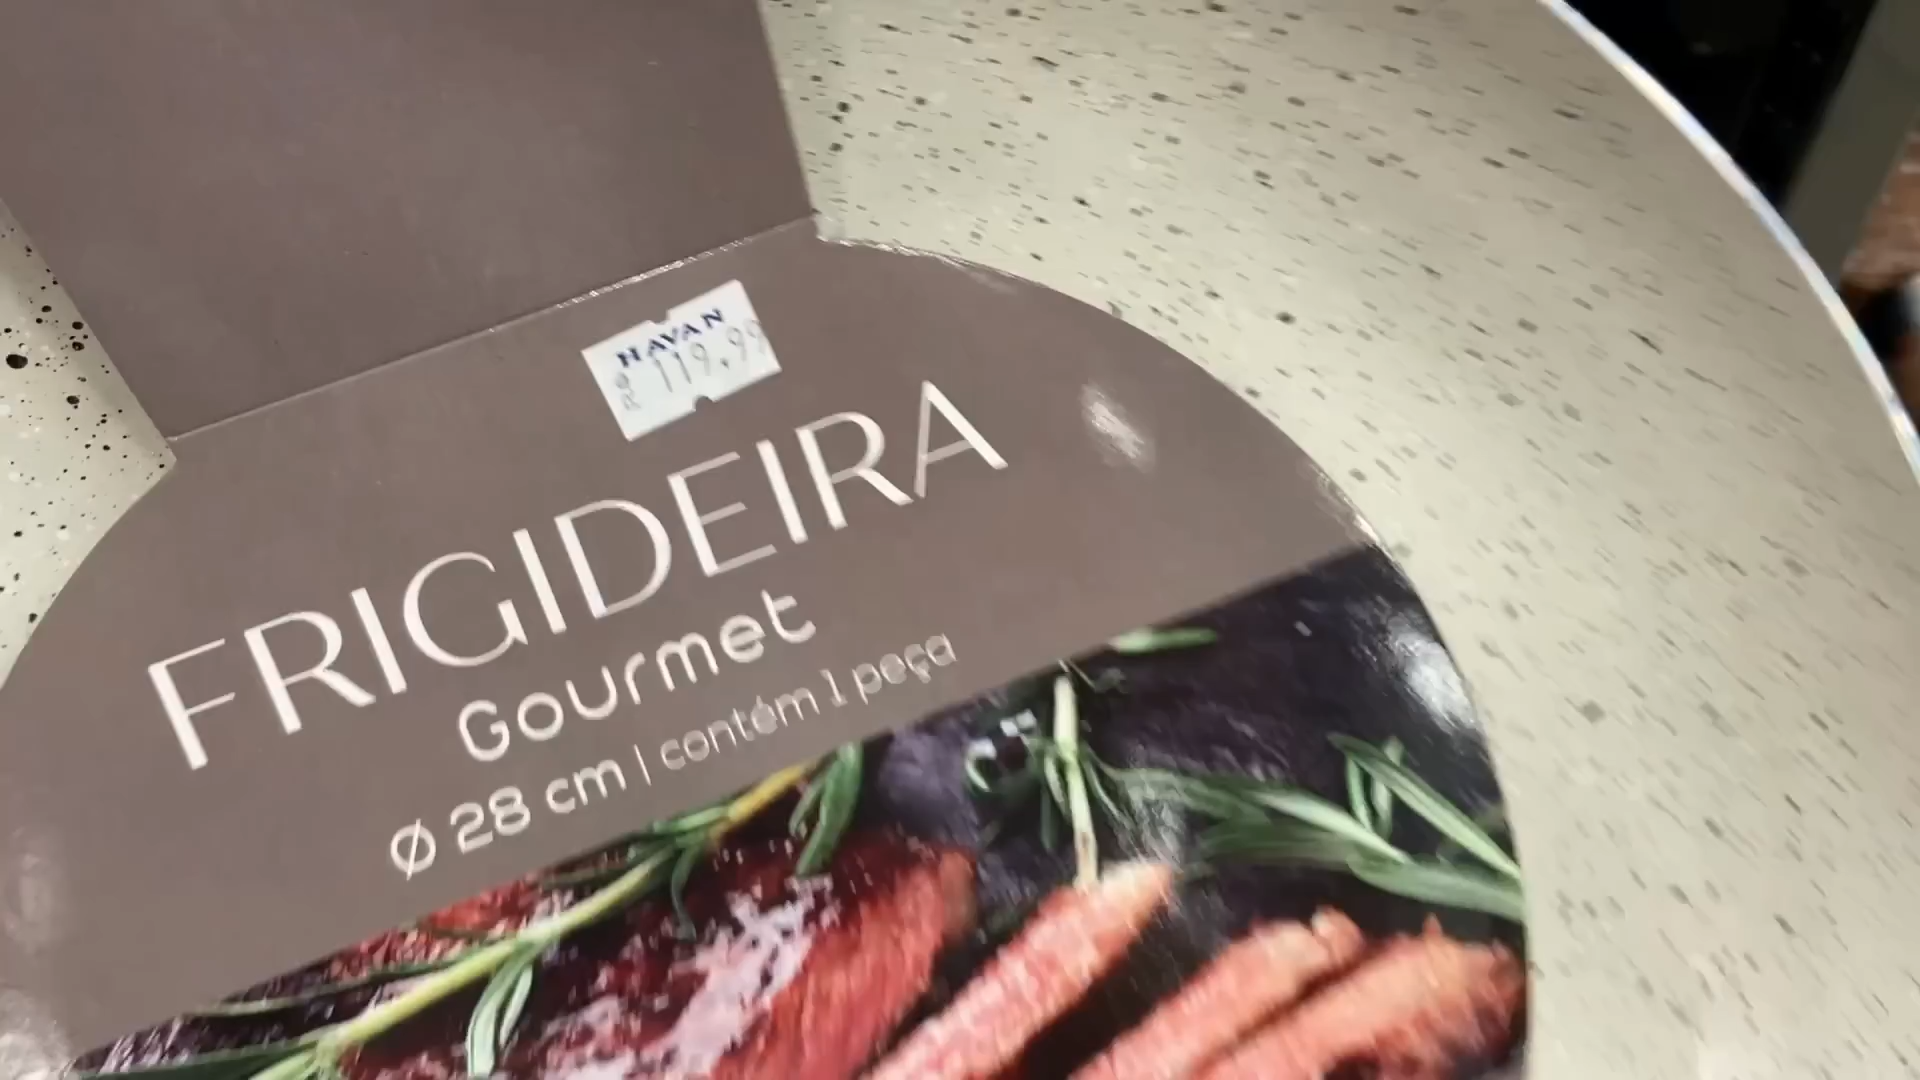 HAVAN
R$ 119,99
FRIGIDEIRA
Gourmet
Ø 28 cm | contém 1 peça